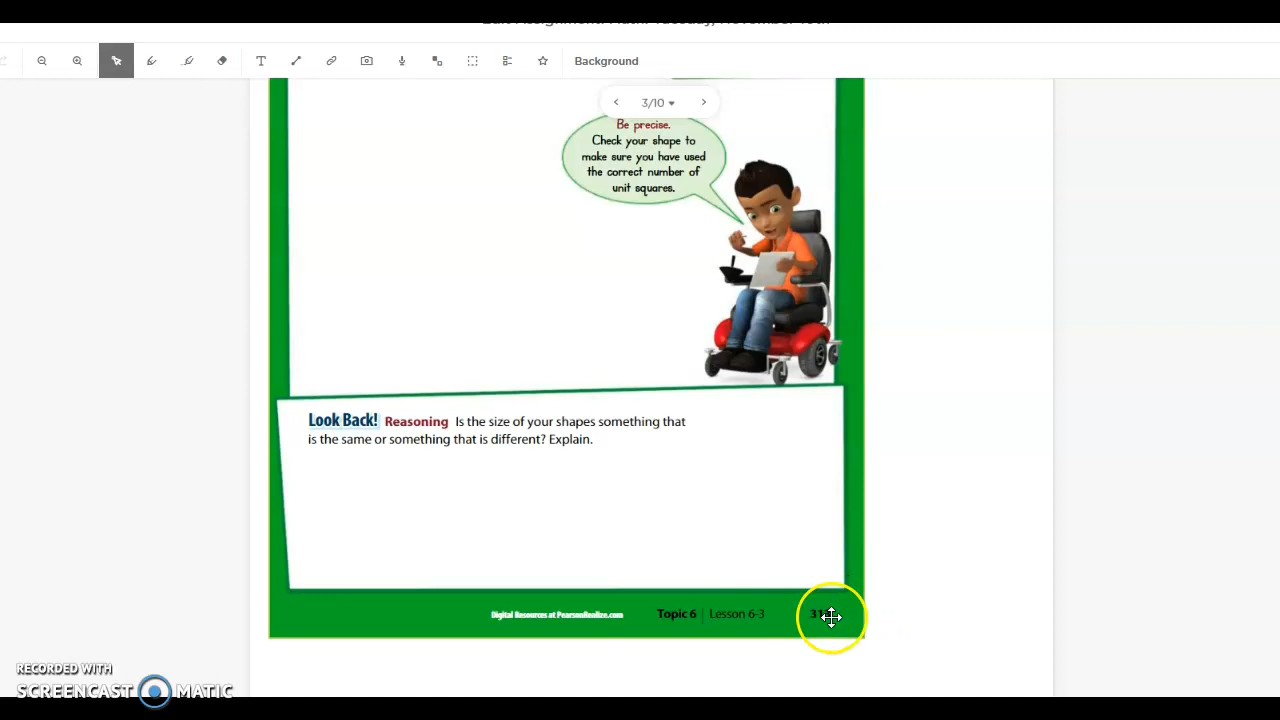 Background
3/10
Be precise.
Check your shape to
make sure you have used
the correct number of
unit squares.
Look Back! Reasoning Is the size of your shapes something that
is the same or something that is different? Explain.
Digital Resources at PearsonRealize.com
Topic 6 | Lesson 6-3
RECORDED WITH
SCREENCAST MATIC